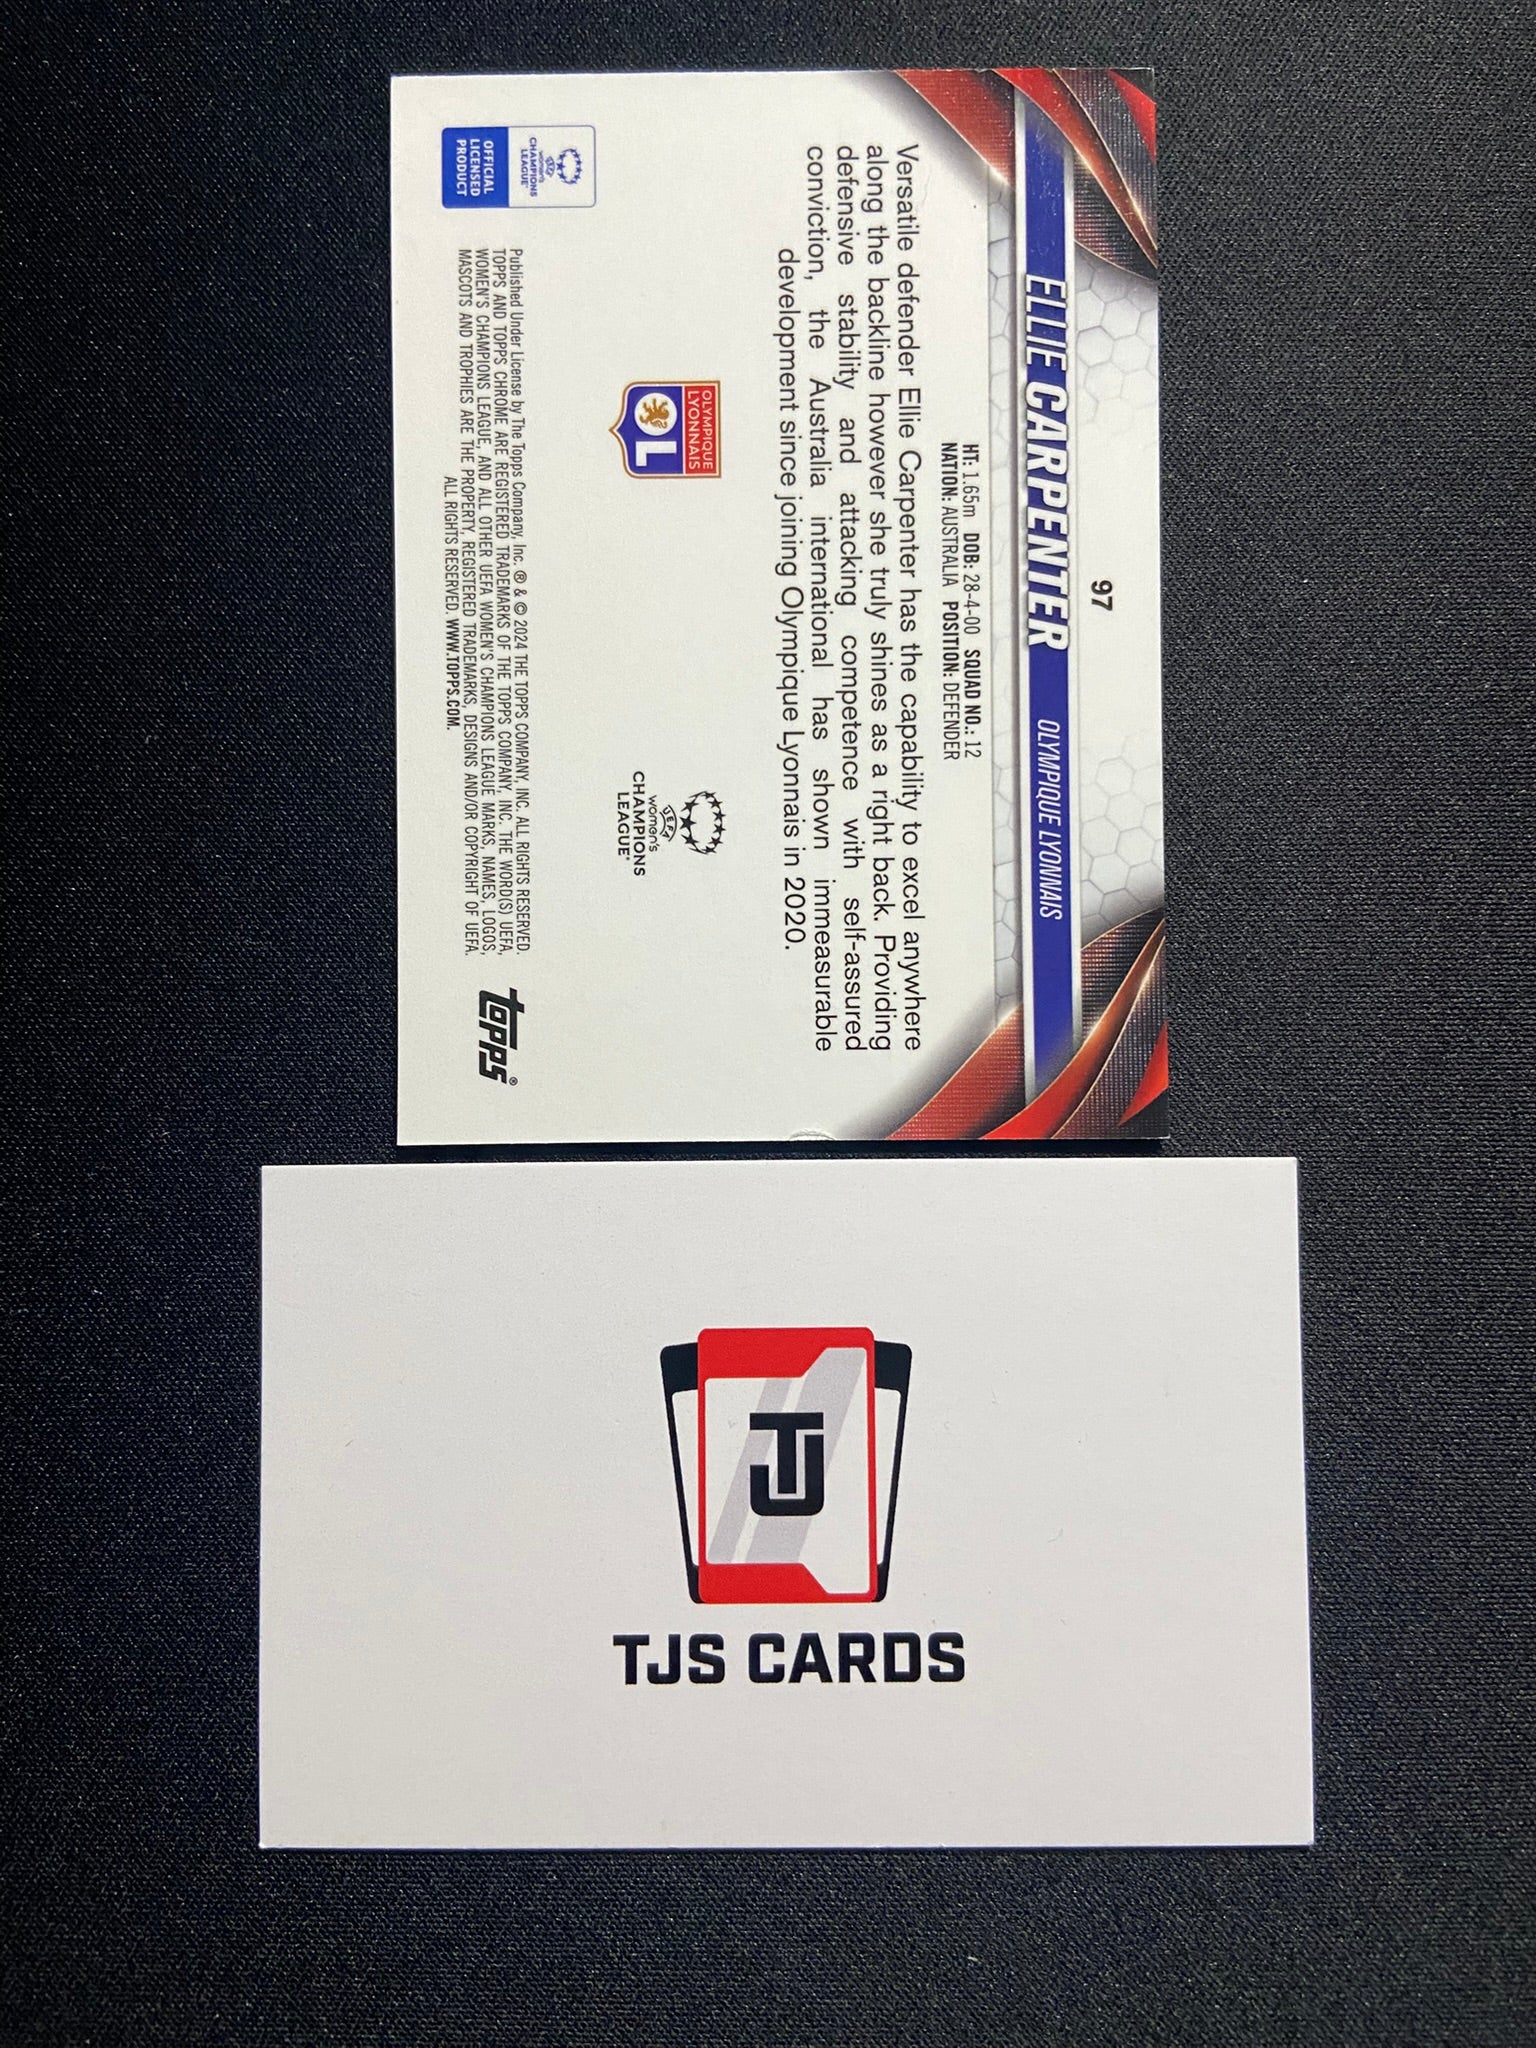 97
ELLIE CARPENTER OLYMPIQUE LYONNAIS
HT: 1.65m DOB: 28-4-00 SQUAD NO.: 12
NATION: AUSTRALIA POSITION: DEFENDER
Versatile defender Ellie Carpenter has the capability to excel anywhere
along the backline however she truly shines as a right back. Providing
defensive stability and attacking competence with self-assured
conviction, the Australia international has shown immeasurable
development since joining Olympique Lyonnais in 2020.
OLYMPIQUE
LYONNAIS
OL
UEFA
women's
CHAMPIONS
LEAGUE®
UEFA
women's
CHAMPIONS
LEAGUE®
OFFICIAL
LICENSED
PRODUCT
Published Under License by The Topps Company, Inc. ® & © 2024 THE TOPPS COMPANY, INC. ALL RIGHTS RESERVED.
TOPPS AND TOPPS CHROME ARE REGISTERED TRADEMARKS OF THE TOPPS COMPANY, INC. THE WORD(S) UEFA,
WOMEN'S CHAMPIONS LEAGUE, AND ALL OTHER UEFA WOMEN'S CHAMPIONS LEAGUE MARKS, NAMES, LOGOS,
MASCOTS AND TROPHIES ARE THE PROPERTY, REGISTERED TRADEMARKS, DESIGNS AND/OR COPYRIGHT OF UEFA.
ALL RIGHTS RESERVED. WWW.TOPPS.COM.
topps®
TJ
TJS CARDS